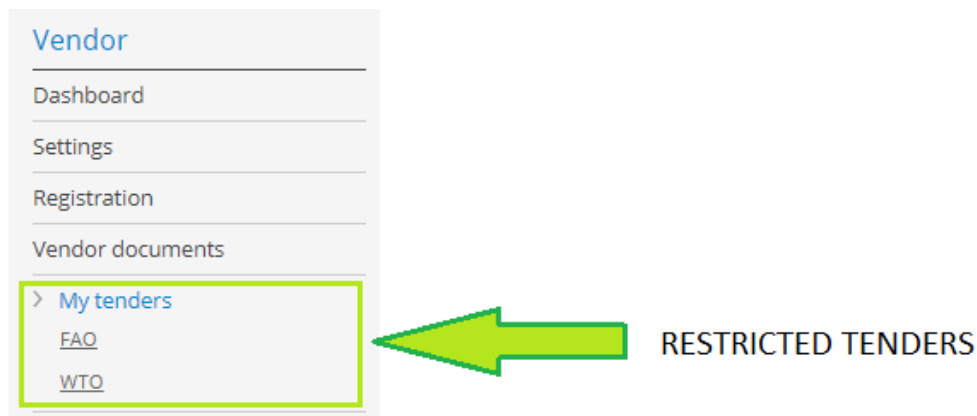 Vendor
Dashboard
Settings
Registration
Vendor documents
My tenders
FAO
WTO
RESTRICTED TENDERS